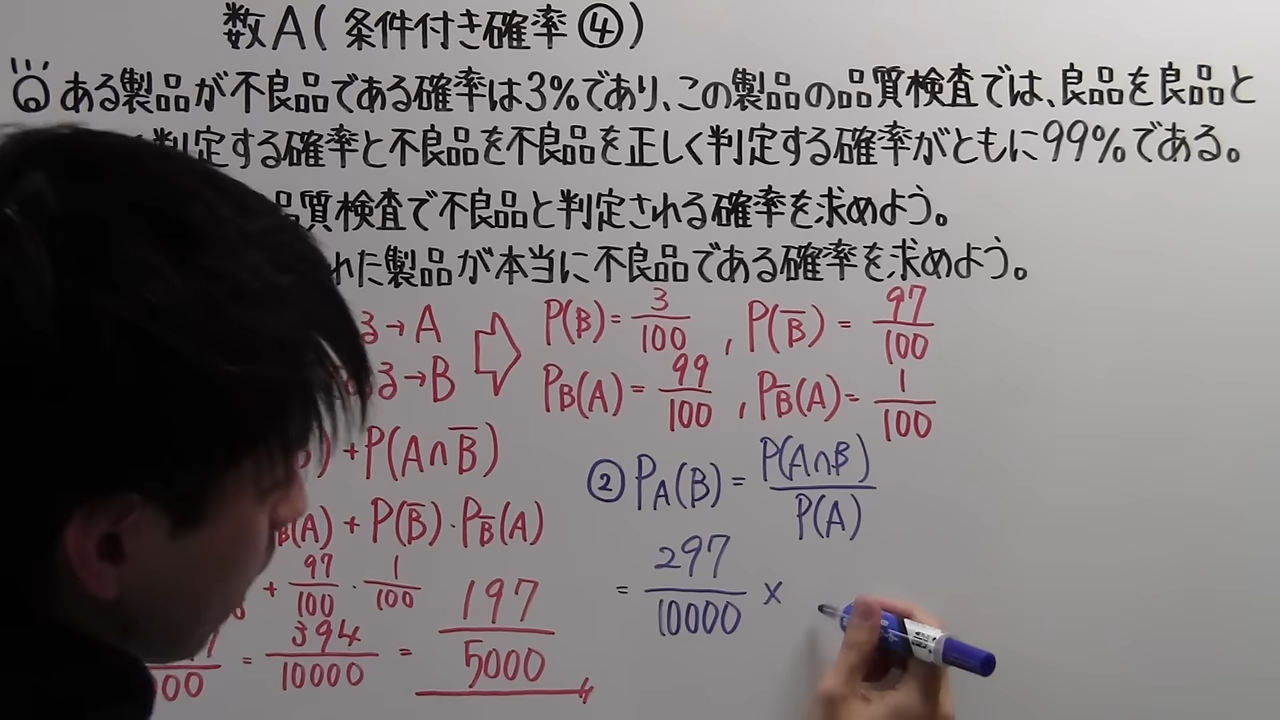 数A(条件付き確率④)
ある製品が不良品である確率は3%であり、この製品の品質検査では、良品を良品と
判定する確率と不良品を不良品を正しく判定する確率がともに99%である。
品質検査で不良品と判定される確率を求めよう。
れた製品が本当に不良品である確率を求めよう。
る→A ⇨ P(B)=3/100, P(B̅)=97/100
る→B P_B(A)=99/100, P_B̅(A)=1/100
B)+P(A∩B̅)
B(A)+P(B̅)・P_B̅(A)
+97/100・1/100
00=394/10000=197/5000
②P_A(B)=P(A∩B)/P(A)
=297/10000×